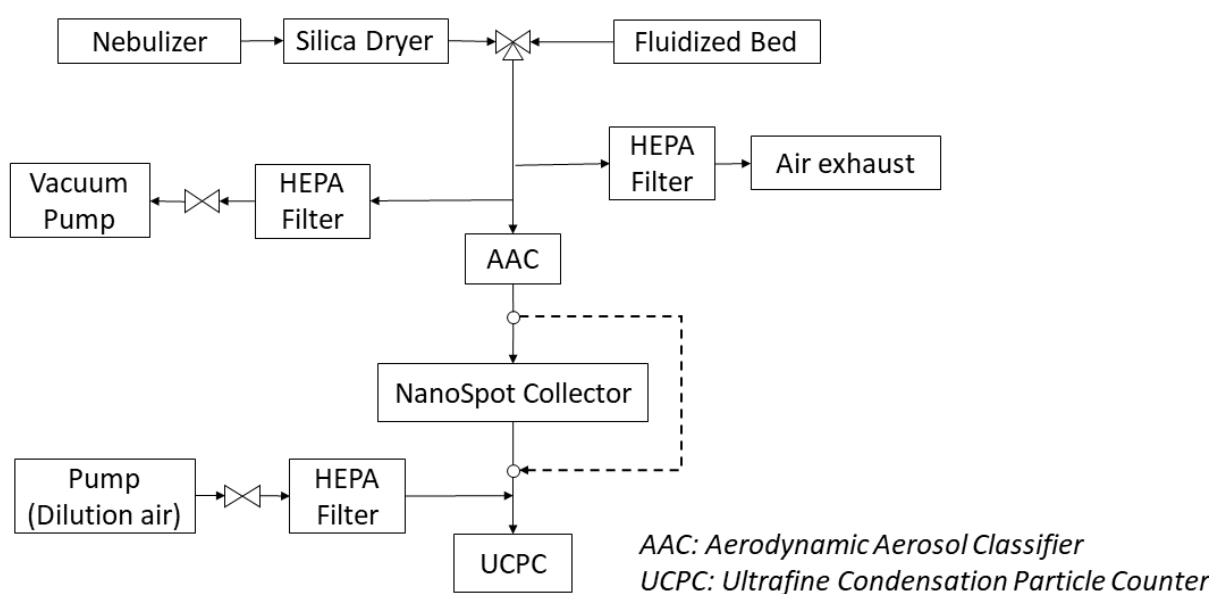 Nebulizer
Silica Dryer
Fluidized Bed
HEPA
Filter
Air exhaust
Vacuum
Pump
HEPA
Filter
AAC
NanoSpot Collector
Pump
(Dilution air)
HEPA
Filter
UCPC
AAC: Aerodynamic Aerosol Classifier
UCPC: Ultrafine Condensation Particle Counter